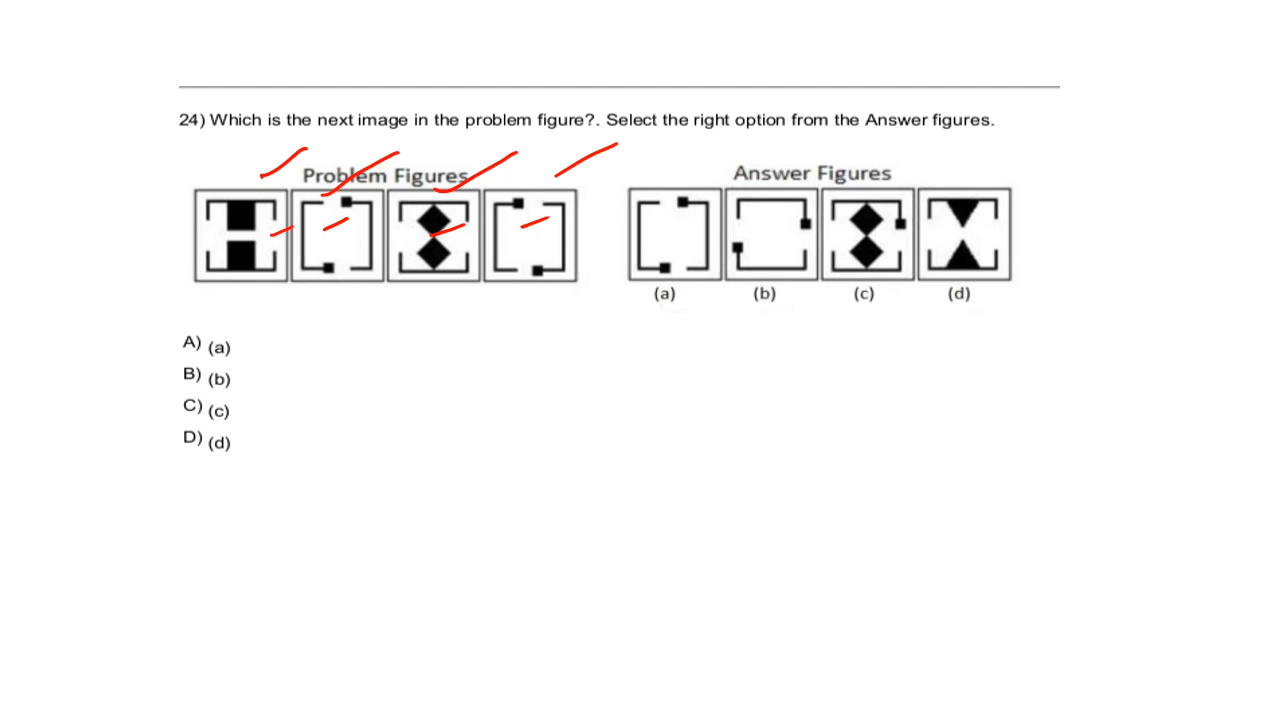 24) Which is the next image in the problem figure?. Select the right option from the Answer figures.
Problem Figures
Answer Figures
(a) (b) (c) (d)
A) (a)
B) (b)
C) (c)
D) (d)